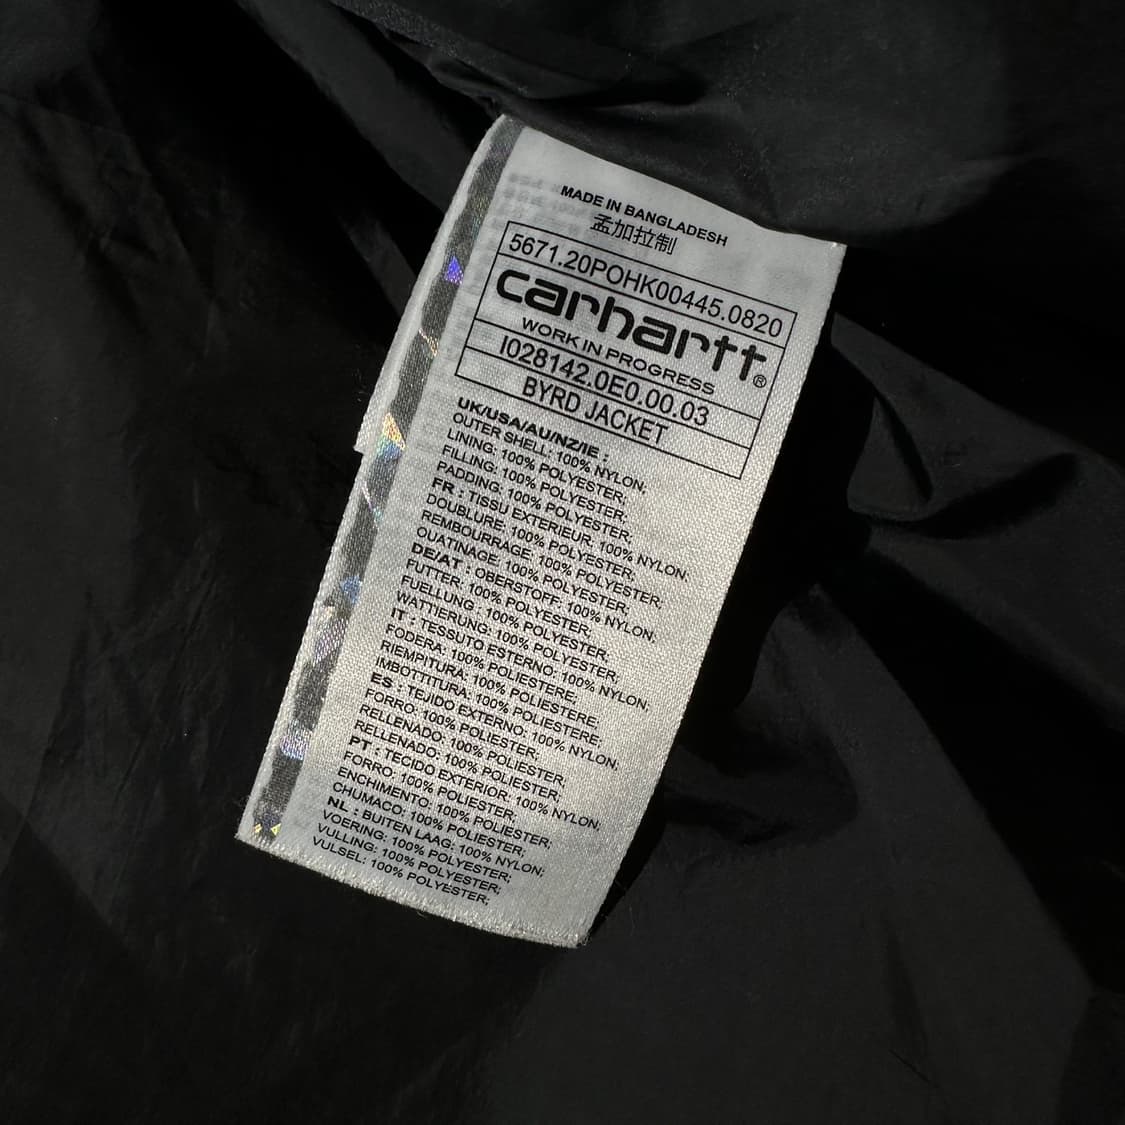 MADE IN BANGLADESH
孟加拉制
5671.20POHK00445.0820
carhartt®
WORK IN PROGRESS
I028142.0E0.00.03
BYRD JACKET
UK/USA/AU/NZ/IE :
OUTER SHELL: 100% NYLON;
LINING: 100% POLYESTER;
FILLING: 100% POLYESTER;
PADDING: 100% POLYESTER;
FR : TISSU EXTERIEUR: 100% NYLON;
DOUBLURE: 100% POLYESTER;
REMBOURRAGE: 100% POLYESTER;
OUATINAGE: 100% POLYESTER;
DE/AT : OBERSTOFF: 100% NYLON;
FUTTER: 100% POLYESTER;
FUELLUNG : 100% POLYESTER;
WATTIERUNG: 100% POLYESTER;
IT : TESSUTO ESTERNO: 100% NYLON;
FODERA: 100% POLIESTERE;
RIEMPITURA: 100% POLIESTERE;
IMBOTTITURA: 100% POLIESTERE;
ES : TEJIDO EXTERNO: 100% NYLON;
FORRO: 100% POLIESTER;
RELLENADO: 100% POLIESTER;
RELLENADO: 100% POLIESTER;
PT : TECIDO EXTERIOR: 100% NYLON;
FORRO: 100% POLIESTER;
ENCHIMENTO: 100% POLIESTER;
CHUMACO: 100% POLIESTER;
NL : BUITEN LAAG: 100% NYLON;
VOERING: 100% POLYESTER;
VULLING: 100% POLYESTER;
VULSEL: 100% POLYESTER;